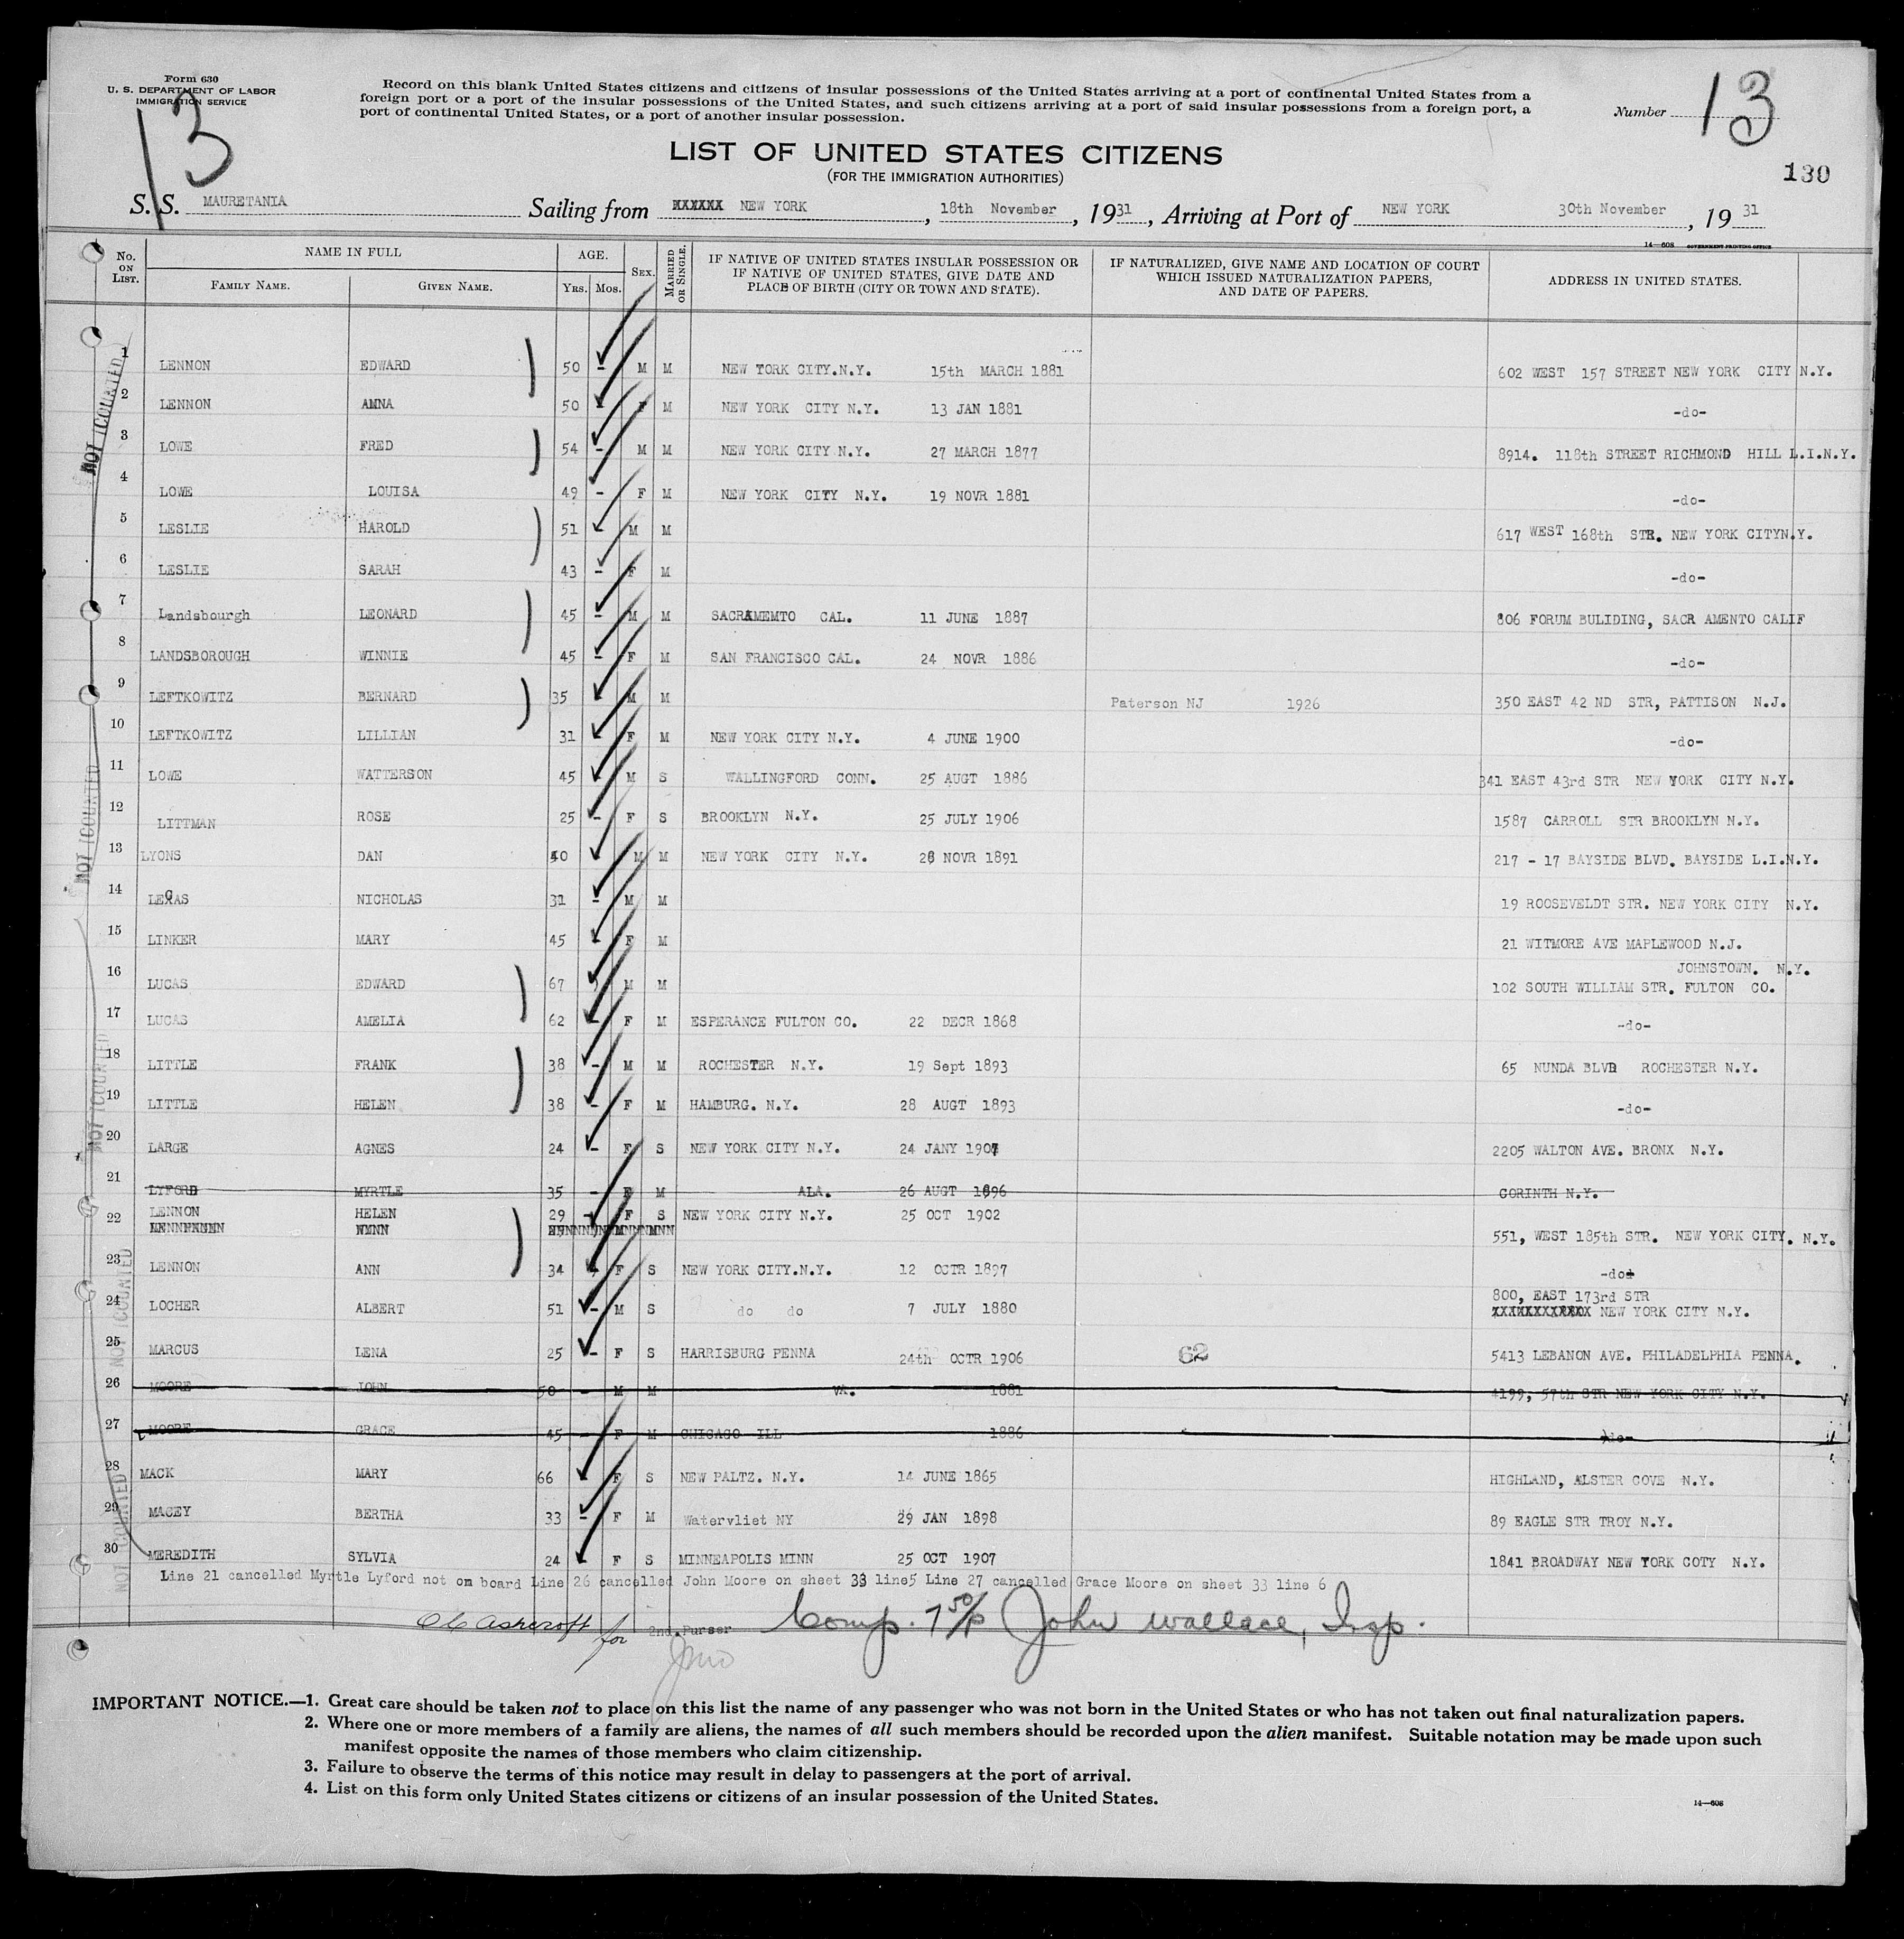 Form 630
U. S. DEPARTMENT OF LABOR
IMMIGRATION SERVICE
13
Record on this blank United States citizens and citizens of insular possessions of the United States arriving at a port of continental United States from a
foreign port or a port of the insular possessions of the United States, and such citizens arriving at a port of said insular possessions from a foreign port, a
port of continental United States, or a port of another insular possession.
Number 13
LIST OF UNITED STATES CITIZENS
(FOR THE IMMIGRATION AUTHORITIES)
130
S. S. MAURETANIA Sailing from XXXXXX NEW YORK, 18th November, 1931, Arriving at Port of NEW YORK 30th November, 19 31
14—608 GOVERNMENT PRINTING OFFICE
No. ON LIST. NAME IN FULL FAMILY NAME. GIVEN NAME. AGE. Yrs. Mos. SEX. MARRIED OR SINGLE. IF NATIVE OF UNITED STATES INSULAR POSSESSION OR IF NATIVE OF UNITED STATES, GIVE DATE AND PLACE OF BIRTH (CITY OR TOWN AND STATE). IF NATURALIZED, GIVE NAME AND LOCATION OF COURT WHICH ISSUED NATURALIZATION PAPERS, AND DATE OF PAPERS. ADDRESS IN UNITED STATES.
1 LENNON EDWARD 50 - M M NEW YORK CITY.N.Y. 15th MARCH 1881 602 WEST 157 STREET NEW YORK CITY N.Y.
2 LENNON ANNA 50 - F M NEW YORK CITY N.Y. 13 JAN 1881 -do-
3 LOWE FRED 54 - M M NEW YORK CITY N.Y. 27 MARCH 1877 8914. 118th STREET RICHMOND HILL L.I.N.Y.
4 LOWE LOUISA 49 - F M NEW YORK CITY N.Y. 19 NOVR 1881 -do-
5 LESLIE HAROLD 51 - M M 617 WEST 168th STR. NEW YORK CITYN.Y.
6 LESLIE SARAH 43 - F M -do-
7 Landsbourgh LEONARD 45 - M M SACRAMEMTO CAL. 11 JUNE 1887 806 FORUM BULIDING, SACR AMENTO CALIF
8 LANDSBOROUGH WINNIE 45 - F M SAN FRANCISCO CAL. 24 NOVR 1886 -do-
9 LEFTKOWITZ BERNARD 35 M M Paterson NJ 1926 350 EAST 42 ND STR, PATTISON N.J.
10 LEFTKOWITZ LILLIAN 31 F M NEW YORK CITY N.Y. 4 JUNE 1900 -do-
11 LOWE WATTERSON 45 M S WALLINGFORD CONN. 25 AUGT 1886 341 EAST 43rd STR NEW YORK CITY N.Y.
12 LITTMAN ROSE 25 - F S BROOKLYN N.Y. 25 JULY 1906 1587 CARROLL STR BROOKLYN N.Y.
13 LYONS DAN 40 M M NEW YORK CITY N.Y. 28 NOVR 1891 217 - 17 BAYSIDE BLVD. BAYSIDE L.I.N.Y.
14 LEGAS NICHOLAS 31 - M M 19 ROOSEVELDT STR. NEW YORK CITY N.Y.
15 LINKER MARY 45 - F M 21 WITMORE AVE MAPLEWOOD N.J.
JOHNSTOWN. N.Y.
16 LUCAS EDWARD 67 M M 102 SOUTH WILLIAM STR. FULTON CO.
17 LUCAS AMELIA 62 - F M ESPERANCE FULTON CO. 22 DECR 1868 -do-
18 LITTLE FRANK 38 - M M ROCHESTER N.Y. 19 Sept 1893 65 NUNDA BLVD ROCHESTER N.Y.
19 LITTLE HELEN 38 - F M HAMBURG. N.Y. 28 AUGT 1893 -do-
20 LARGE AGNES 24 - F S NEW YORK CITY N.Y. 24 JANY 1907 2205 WALTON AVE. BRONX N.Y.
21 LYFORD MYRTLE 35 - F M ALA. 26 AUGT 1896 CORINTH N.Y.
LENNON HELEN 29 - F S NEW YORK CITY N.Y. 25 OCT 1902
22 551, WEST 185th STR. NEW YORK CITY. N.Y.
23 LENNON ANN 34 F S NEW YORK CITY.N.Y. 12 OCTR 1897 -do-
800, EAST 173rd STR
24 LOCHER ALBERT 51 - M S do do 7 JULY 1880 XXXXXXXXXXXX NEW YORK CITY N.Y.
25 MARCUS LENA 25 - F S HARRISBURG PENNA 24th OCTR 1906 62 5413 LEBANON AVE. PHILADELPHIA PENNA.
26 MOORE JOHN 50 - M M VA. 1881 4199, 57th STR NEW YORK CITY N.Y.
27 MOORE GRACE 45 - F M CHICAGO ILL 1886 -do-
28 MACK MARY 66 F S NEW PALTZ. N.Y. 14 JUNE 1865 HIGHLAND, ALSTER COVE N.Y.
29 MACEY BERTHA 33 - F M Watervliet NY 29 JAN 1898 89 EAGLE STR TROY N.Y.
30 MEREDITH SYLVIA 24 - F S MINNEAPOLIS MINN 25 OCT 1907 1841 BROADWAY NEW YORK COTY N.Y.
Line 21 cancelled Myrtle Lyford not on board Line 26 cancelled John Moore on sheet 33 line5 Line 27 cancelled Grace Moore on sheet 33 line 6
Ashcroft for 2nd. Purser Comp. 7 50/p John Wallace, Insp.
NOT COUNTED
NOT COUNTED
NOT COUNTED
NOT COUNTED
NOT COUNTED
IMPORTANT NOTICE.—1. Great care should be taken not to place on this list the name of any passenger who was not born in the United States or who has not taken out final naturalization papers.
2. Where one or more members of a family are aliens, the names of all such members should be recorded upon the alien manifest. Suitable notation may be made upon such
manifest opposite the names of those members who claim citizenship.
3. Failure to observe the terms of this notice may result in delay to passengers at the port of arrival.
4. List on this form only United States citizens or citizens of an insular possession of the United States.
14—608